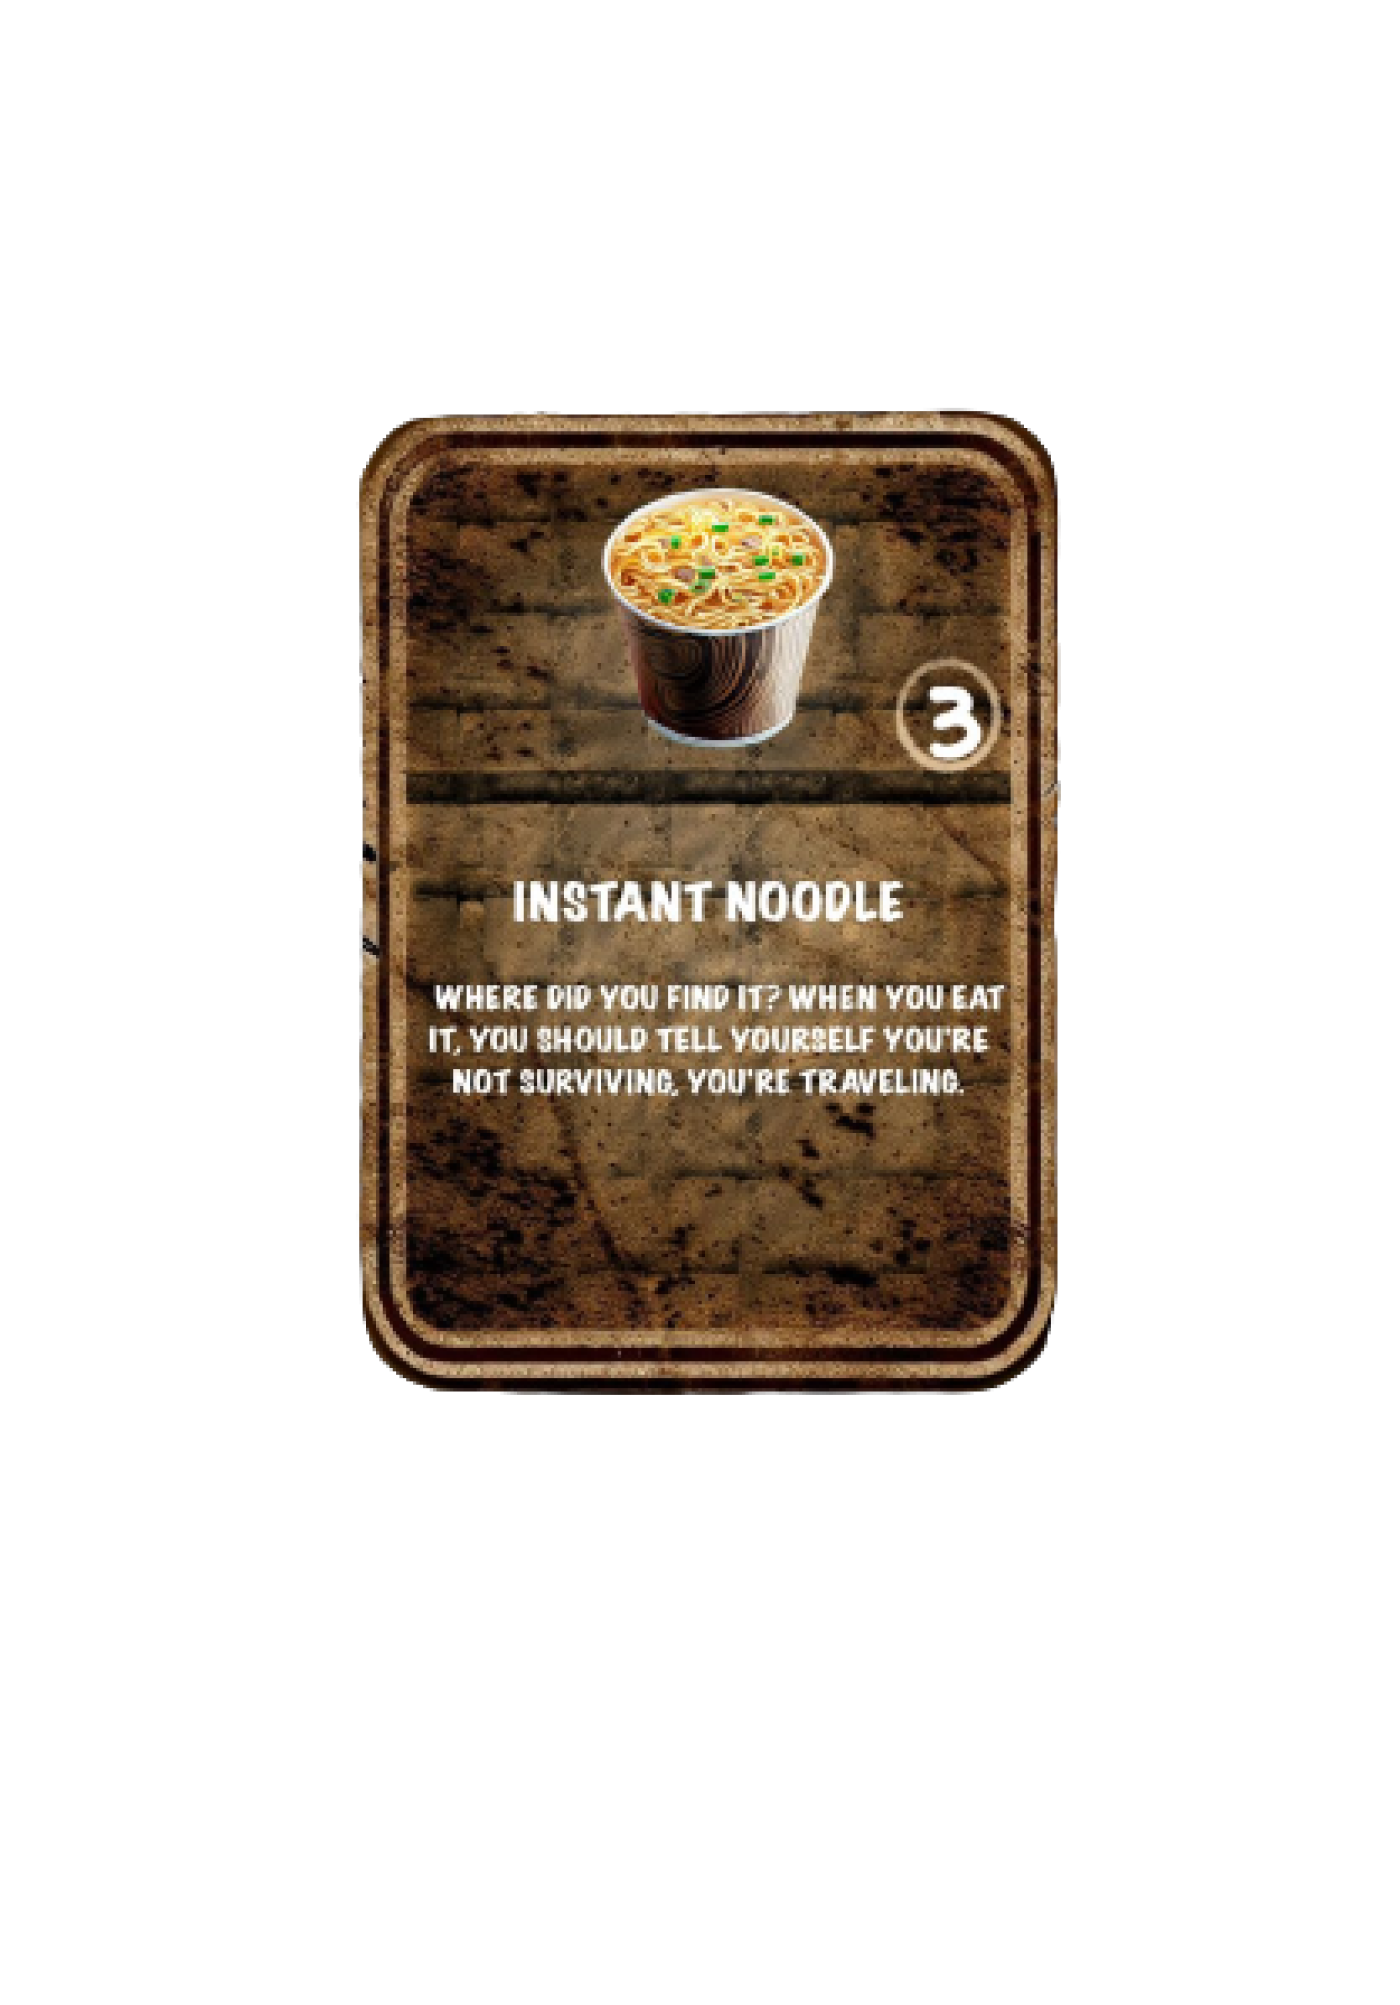 3
INSTANT NOODLE
WHERE DID YOU FIND IT? WHEN YOU EAT
IT, YOU SHOULD TELL YOURSELF YOU'RE
NOT SURVIVING, YOU'RE TRAVELING.